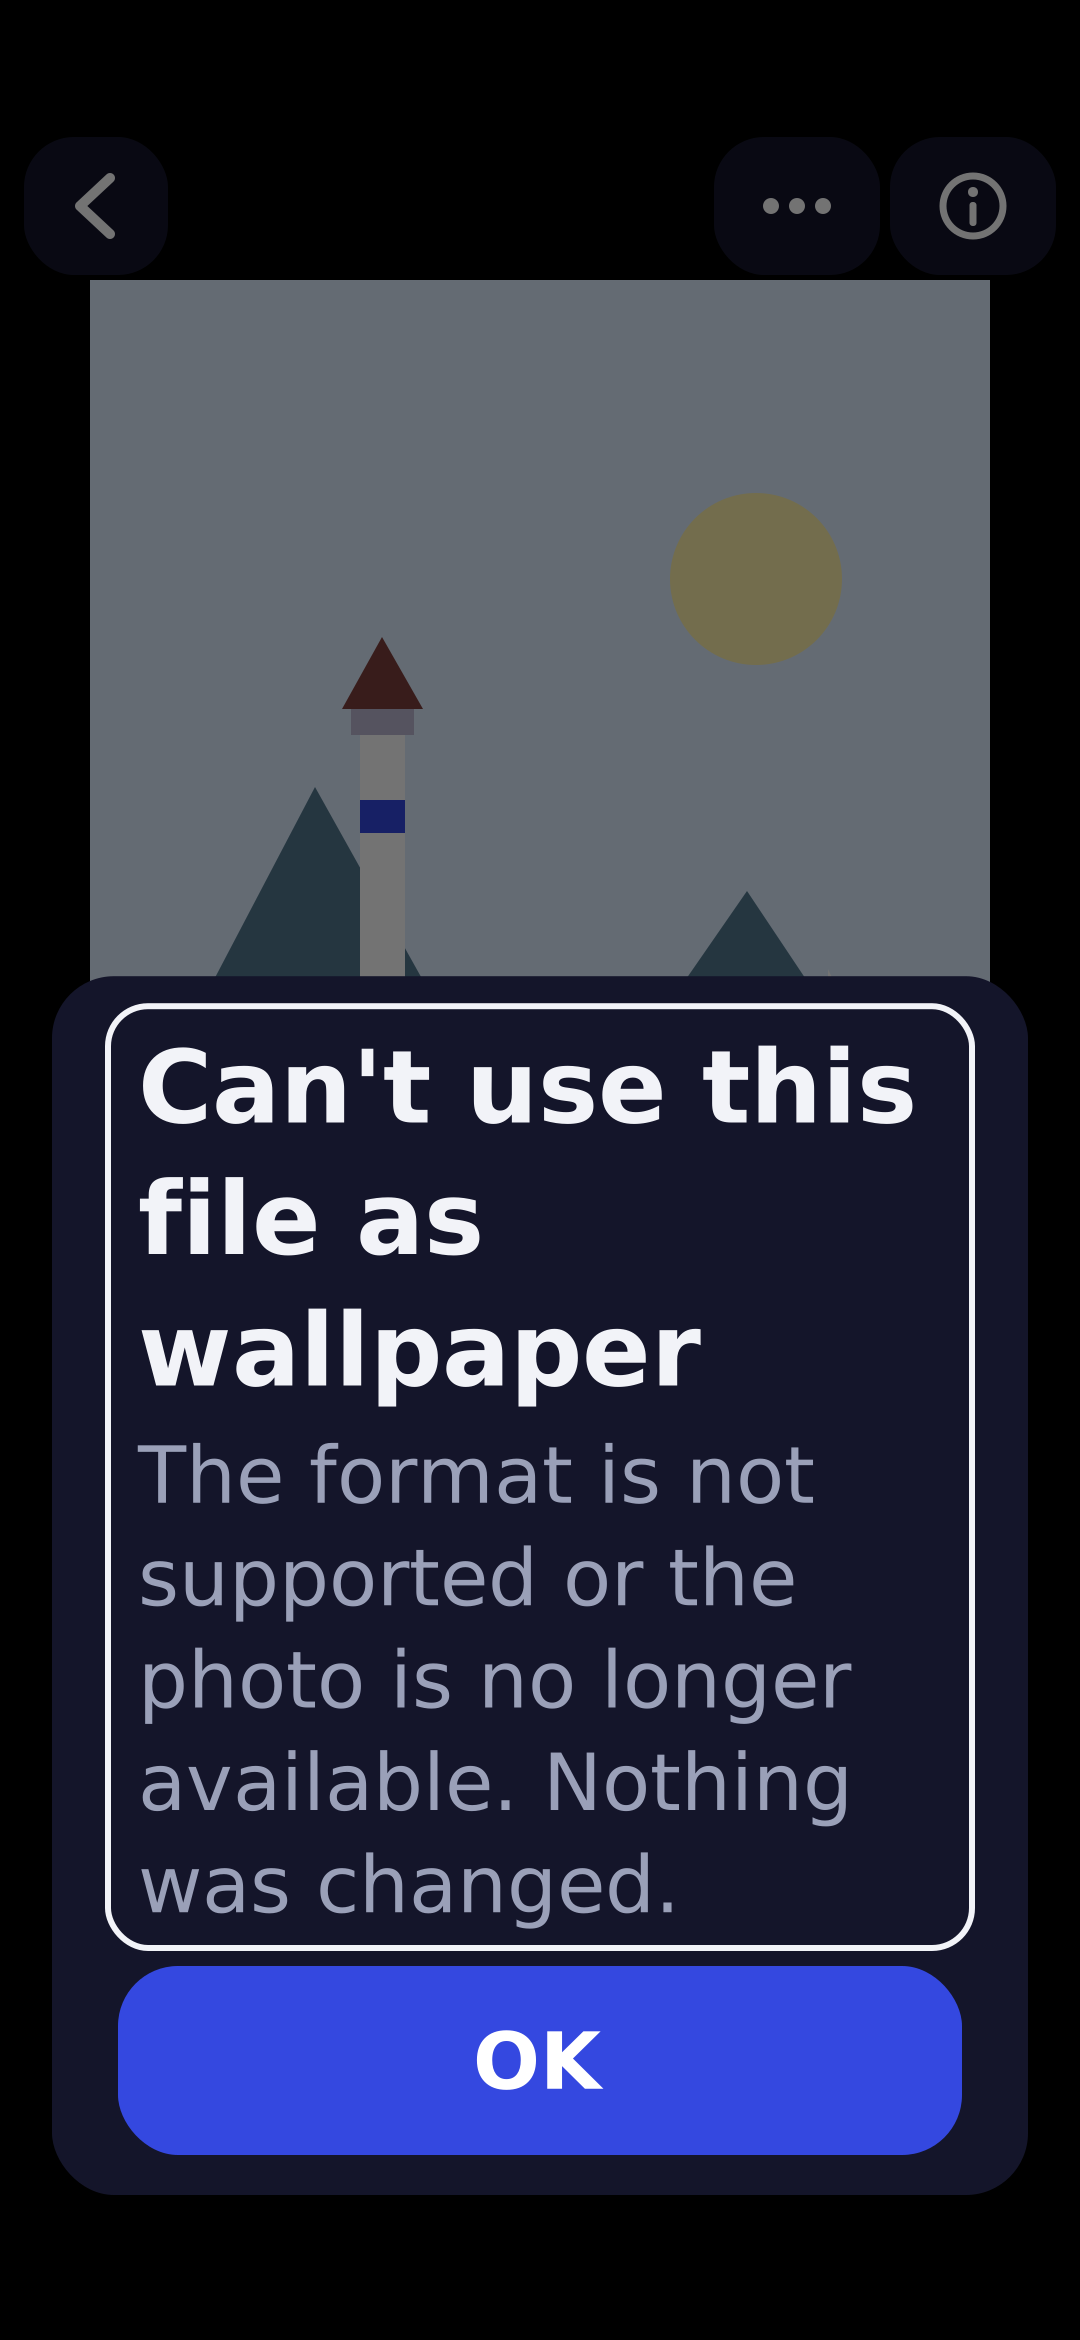 Can't use this
file as
wallpaper
The format is not
supported or the
photo is no longer
available. Nothing
was changed.
OK